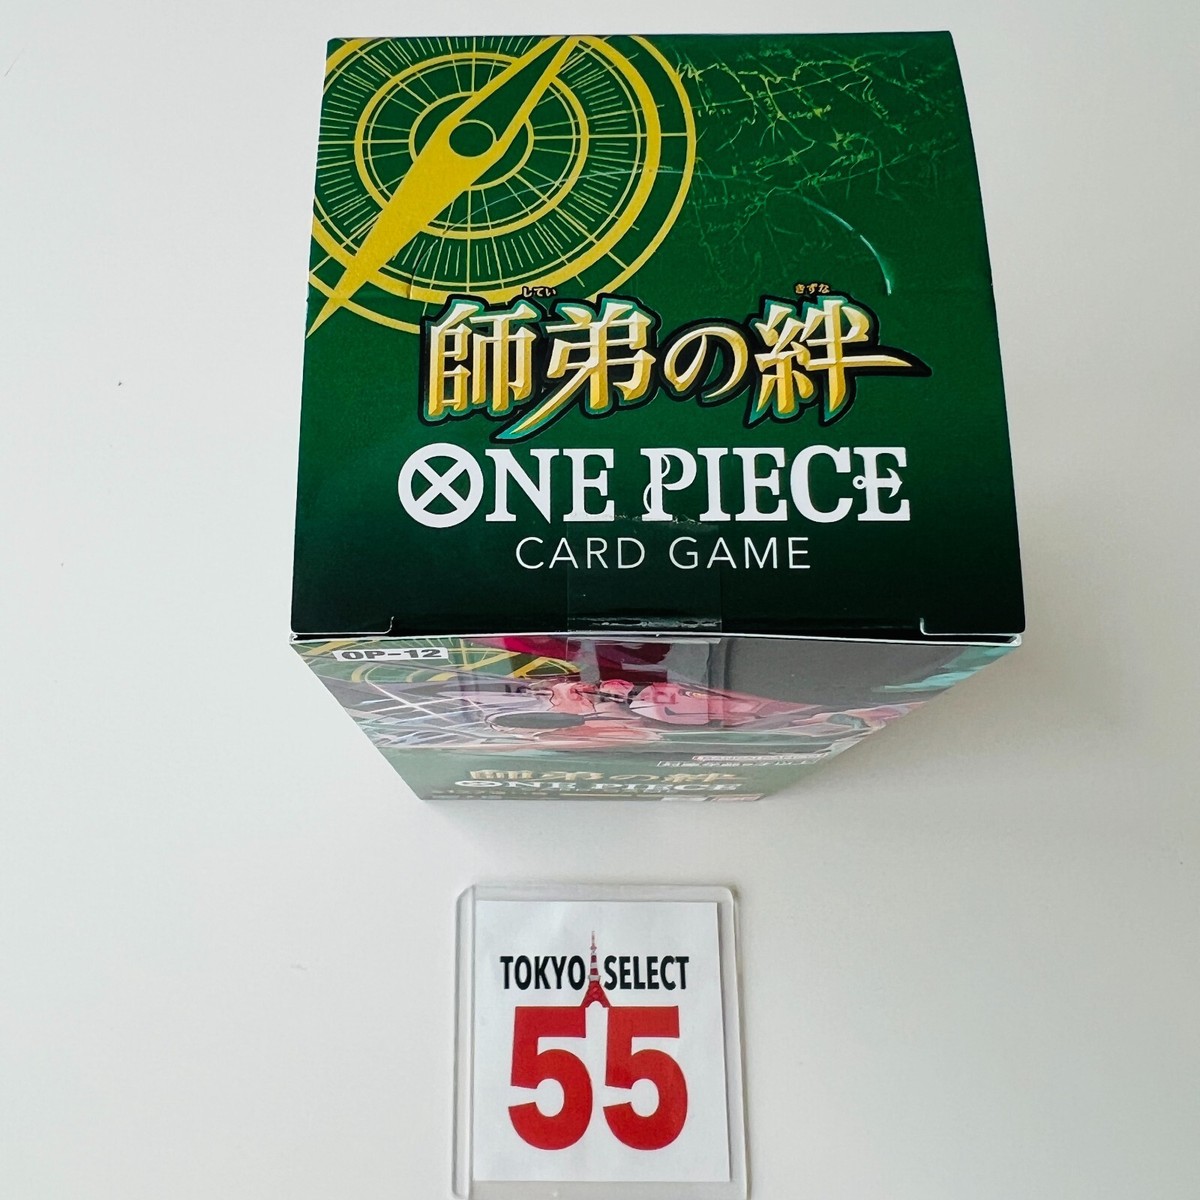 してい きずな
師弟の絆
ONE PIECE
CARD GAME
OP-12
師弟の絆
ONE PIECE
TOKYO SELECT
55